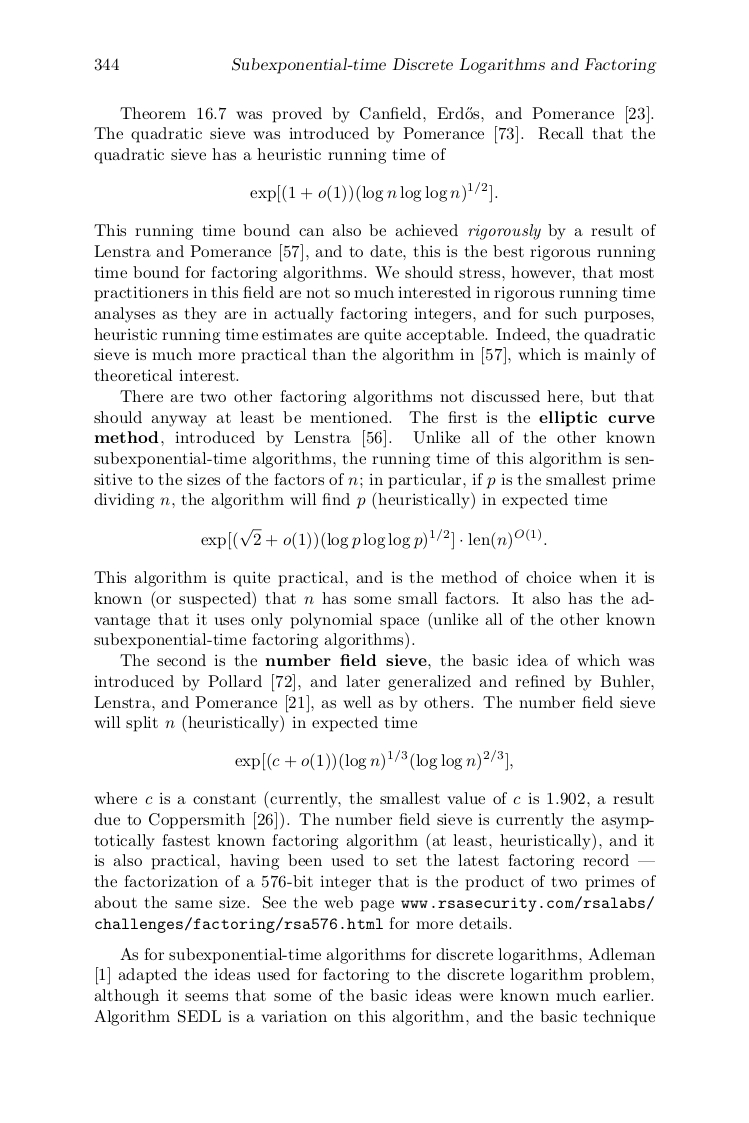 344 Subexponential-time Discrete Logarithms and Factoring
Theorem 16.7 was proved by Canfield, Erdős, and Pomerance [23].
The quadratic sieve was introduced by Pomerance [73]. Recall that the
quadratic sieve has a heuristic running time of
exp[(1 + o(1))(log n log log n)^{1/2}].
This running time bound can also be achieved rigorously by a result of
Lenstra and Pomerance [57], and to date, this is the best rigorous running
time bound for factoring algorithms. We should stress, however, that most
practitioners in this field are not so much interested in rigorous running time
analyses as they are in actually factoring integers, and for such purposes,
heuristic running time estimates are quite acceptable. Indeed, the quadratic
sieve is much more practical than the algorithm in [57], which is mainly of
theoretical interest.
There are two other factoring algorithms not discussed here, but that
should anyway at least be mentioned. The first is the elliptic curve
method, introduced by Lenstra [56]. Unlike all of the other known
subexponential-time algorithms, the running time of this algorithm is sen-
sitive to the sizes of the factors of n; in particular, if p is the smallest prime
dividing n, the algorithm will find p (heuristically) in expected time
exp[(√2 + o(1))(log p log log p)^{1/2}] · len(n)^{O(1)}.
This algorithm is quite practical, and is the method of choice when it is
known (or suspected) that n has some small factors. It also has the ad-
vantage that it uses only polynomial space (unlike all of the other known
subexponential-time factoring algorithms).
The second is the number field sieve, the basic idea of which was
introduced by Pollard [72], and later generalized and refined by Buhler,
Lenstra, and Pomerance [21], as well as by others. The number field sieve
will split n (heuristically) in expected time
exp[(c + o(1))(log n)^{1/3}(log log n)^{2/3}],
where c is a constant (currently, the smallest value of c is 1.902, a result
due to Coppersmith [26]). The number field sieve is currently the asymp-
totically fastest known factoring algorithm (at least, heuristically), and it
is also practical, having been used to set the latest factoring record —
the factorization of a 576-bit integer that is the product of two primes of
about the same size. See the web page www.rsasecurity.com/rsalabs/
challenges/factoring/rsa576.html for more details.
As for subexponential-time algorithms for discrete logarithms, Adleman
[1] adapted the ideas used for factoring to the discrete logarithm problem,
although it seems that some of the basic ideas were known much earlier.
Algorithm SEDL is a variation on this algorithm, and the basic technique